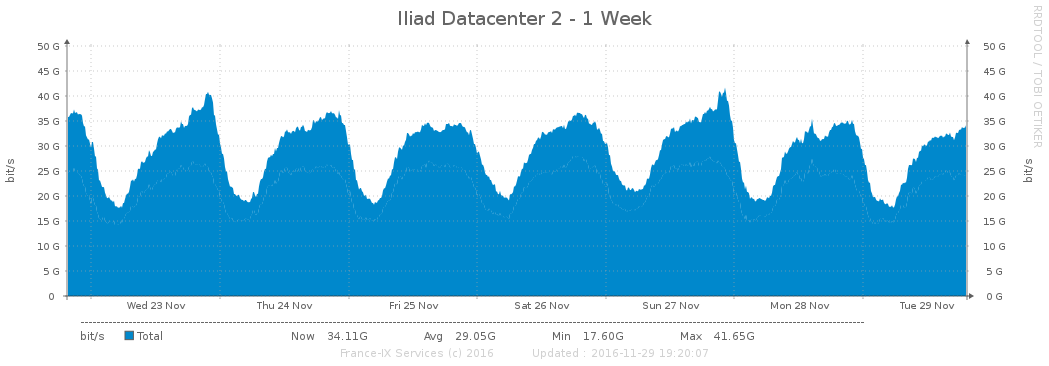 Iliad Datacenter 2 - 1 Week
RRDTOOL / TOBI OETIKER
50 G 50 G
45 G 45 G
40 G 40 G
35 G 35 G
30 G 30 G
25 G 25 G
20 G 20 G
15 G 15 G
10 G 10 G
5 G 5 G
0 0 G
bit/s bit/s
Wed 23 Nov Thu 24 Nov Fri 25 Nov Sat 26 Nov Sun 27 Nov Mon 28 Nov Tue 29 Nov
bit/s Total Now 34.11G Avg 29.05G Min 17.60G Max 41.65G
France-IX Services (c) 2016 Updated : 2016-11-29 19:20:07